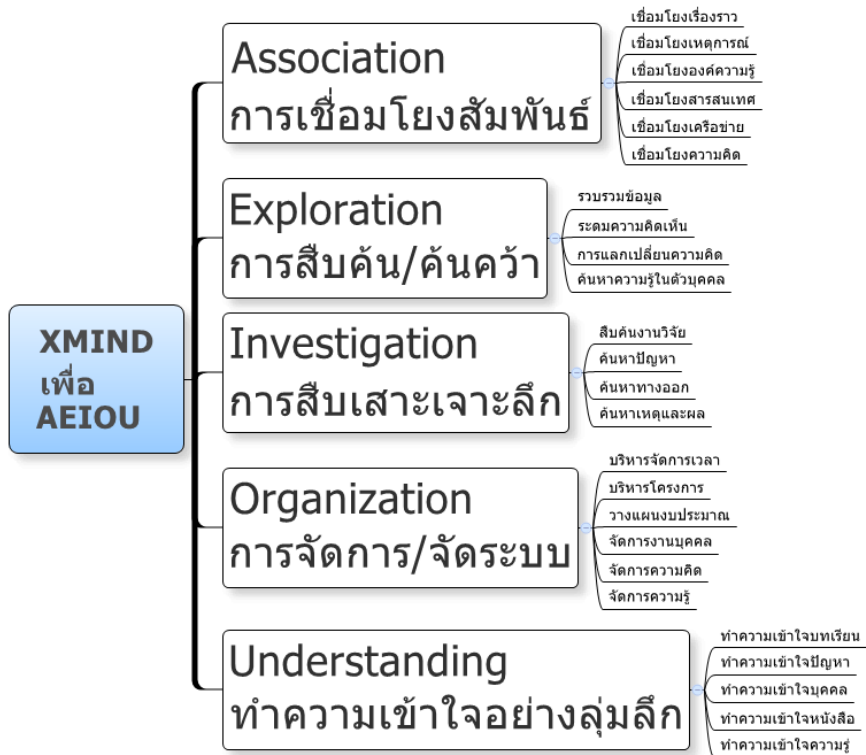 XMIND
เพื่อ
AEIOU
Association
การเชื่อมโยงสัมพันธ์
เชื่อมโยงเรื่องราว
เชื่อมโยงเหตุการณ์
เชื่อมโยงองค์ความรู้
เชื่อมโยงสารสนเทศ
เชื่อมโยงเครือข่าย
เชื่อมโยงความคิด
Exploration
การสืบค้น/ค้นคว้า
รวบรวมข้อมูล
ระดมความคิดเห็น
การแลกเปลี่ยนความคิด
ค้นหาความรู้ในตัวบุคคล
Investigation
การสืบเสาะเจาะลึก
สืบค้นงานวิจัย
ค้นหาปัญหา
ค้นหาทางออก
ค้นหาเหตุและผล
Organization
การจัดการ/จัดระบบ
บริหารจัดการเวลา
บริหารโครงการ
วางแผนงบประมาณ
จัดการงานบุคคล
จัดการความคิด
จัดการความรู้
Understanding
ทำความเข้าใจอย่างลุ่มลึก
ทำความเข้าใจบทเรียน
ทำความเข้าใจปัญหา
ทำความเข้าใจบุคคล
ทำความเข้าใจหนังสือ
ทำความเข้าใจความรู้